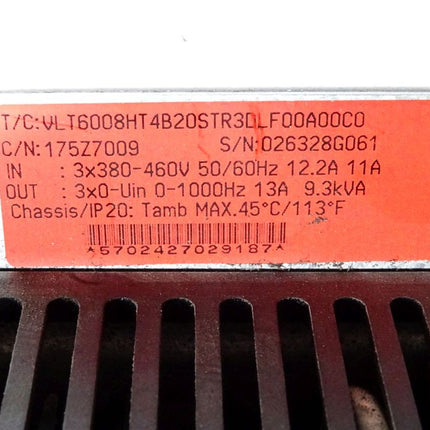 T/C:VLT6008HT4B20STR3DLF00A00C0
C/N:175Z7009 S/N:026328G061
IN : 3x380-460V 50/60Hz 12.2A 11A
OUT : 3x0-Uin 0-1000Hz 13A 9.3kVA
Chassis/IP20: Tamb MAX.45°C/113°F
*5702427029187*